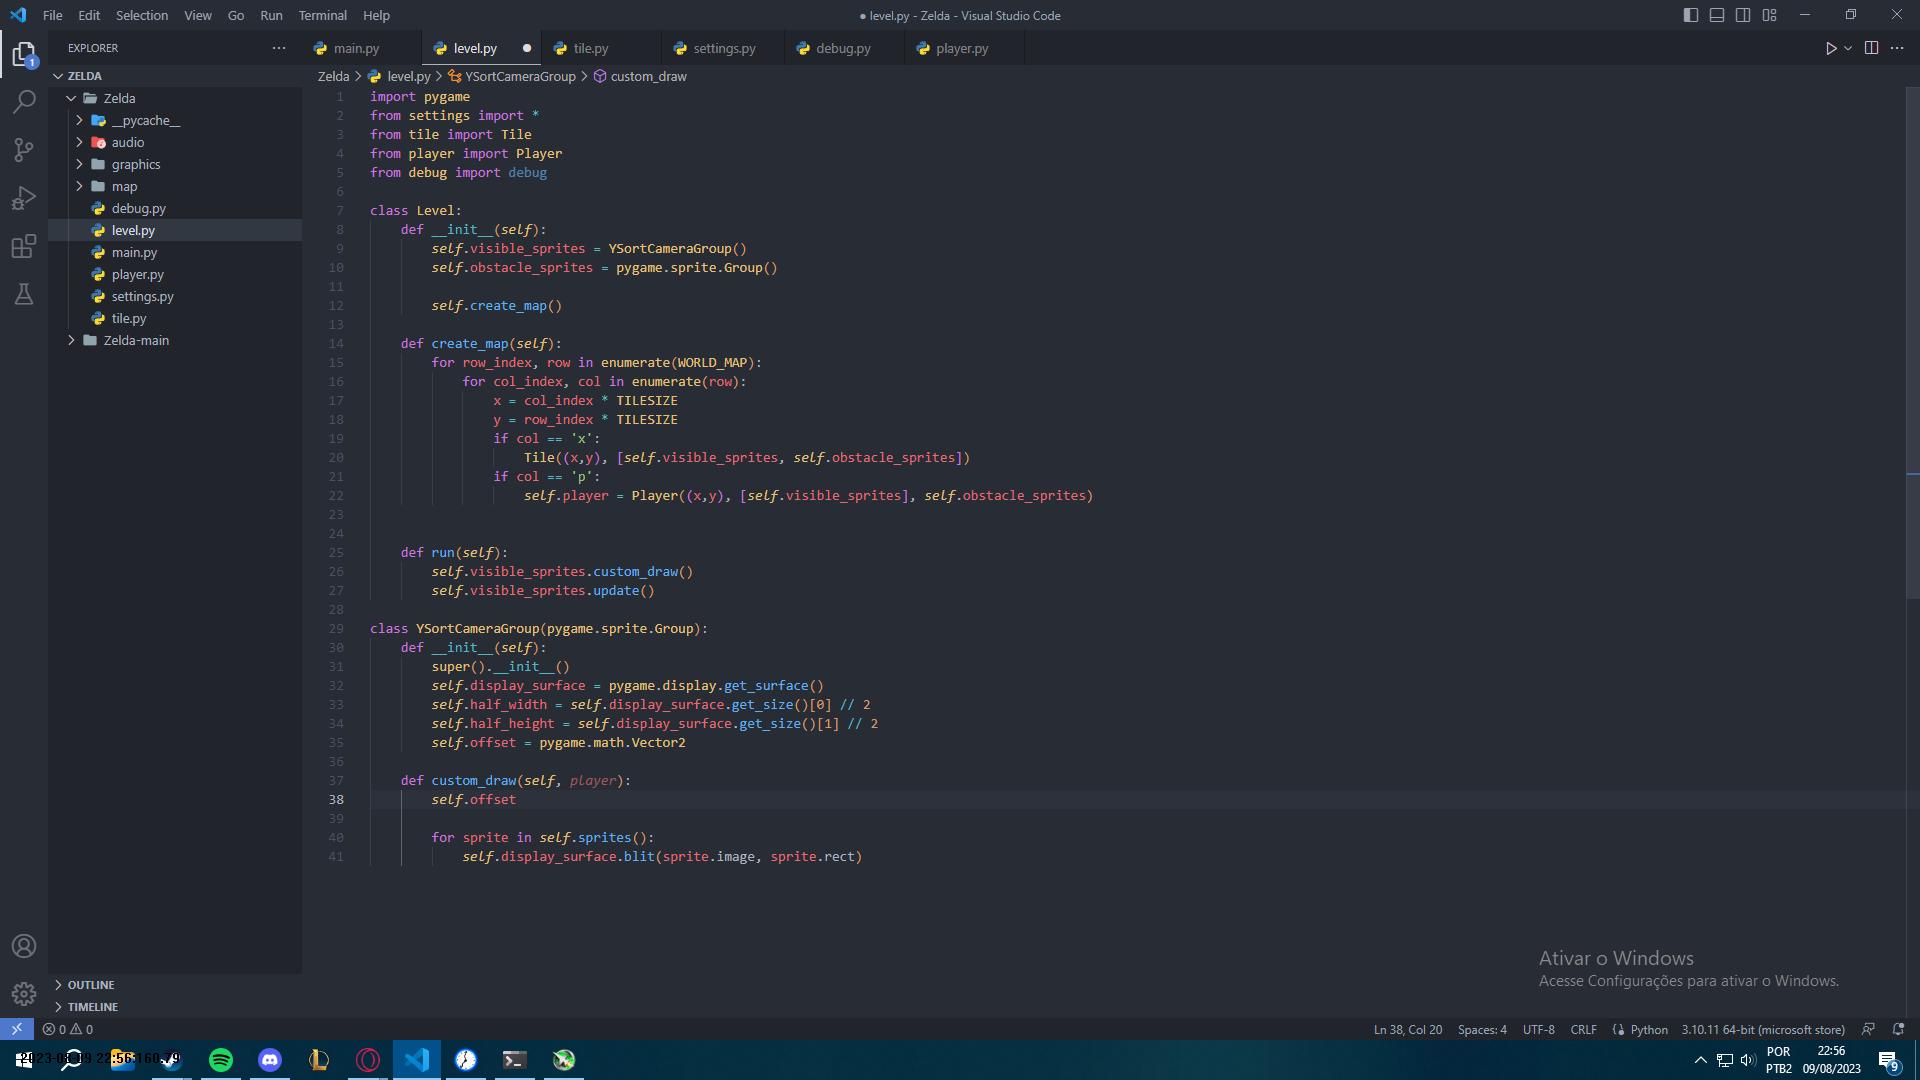 File Edit Selection View Go Run Terminal Help
● level.py - Zelda - Visual Studio Code
EXPLORER
main.py
level.py
tile.py
settings.py
debug.py
player.py
ZELDA
Zelda
__pycache__
audio
graphics
map
debug.py
level.py
main.py
player.py
settings.py
tile.py
Zelda-main
OUTLINE
TIMELINE
Zelda > level.py > YSortCameraGroup > custom_draw
1 import pygame
2 from settings import *
3 from tile import Tile
4 from player import Player
5 from debug import debug
6
7 class Level:
8 def __init__(self):
9 self.visible_sprites = YSortCameraGroup()
10 self.obstacle_sprites = pygame.sprite.Group()
11
12 self.create_map()
13
14 def create_map(self):
15 for row_index, row in enumerate(WORLD_MAP):
16 for col_index, col in enumerate(row):
17 x = col_index * TILESIZE
18 y = row_index * TILESIZE
19 if col == 'x':
20 Tile((x,y), [self.visible_sprites, self.obstacle_sprites])
21 if col == 'p':
22 self.player = Player((x,y), [self.visible_sprites], self.obstacle_sprites)
23
24
25 def run(self):
26 self.visible_sprites.custom_draw()
27 self.visible_sprites.update()
28
29 class YSortCameraGroup(pygame.sprite.Group):
30 def __init__(self):
31 super().__init__()
32 self.display_surface = pygame.display.get_surface()
33 self.half_width = self.display_surface.get_size()[0] // 2
34 self.half_height = self.display_surface.get_size()[1] // 2
35 self.offset = pygame.math.Vector2
36
37 def custom_draw(self, player):
38 self.offset
39
40 for sprite in self.sprites():
41 self.display_surface.blit(sprite.image, sprite.rect)
Ativar o Windows
Acesse Configurações para ativar o Windows.
0 0
Ln 38, Col 20 Spaces: 4 UTF-8 CRLF Python 3.10.11 64-bit (microsoft store)
2023-08-09 22:56:160.79
POR
PTB2
22:56
09/08/2023
9
1